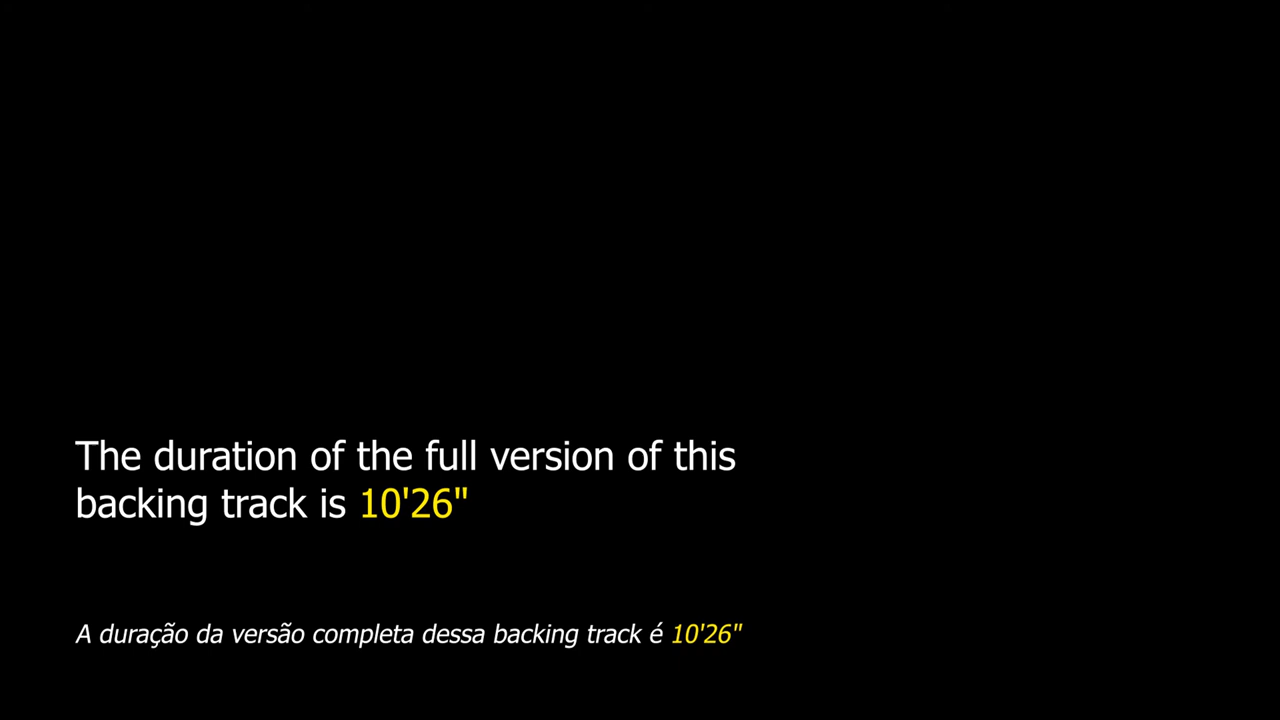 The duration of the full version of this
backing track is 10'26"
A duração da versão completa dessa backing track é 10'26"